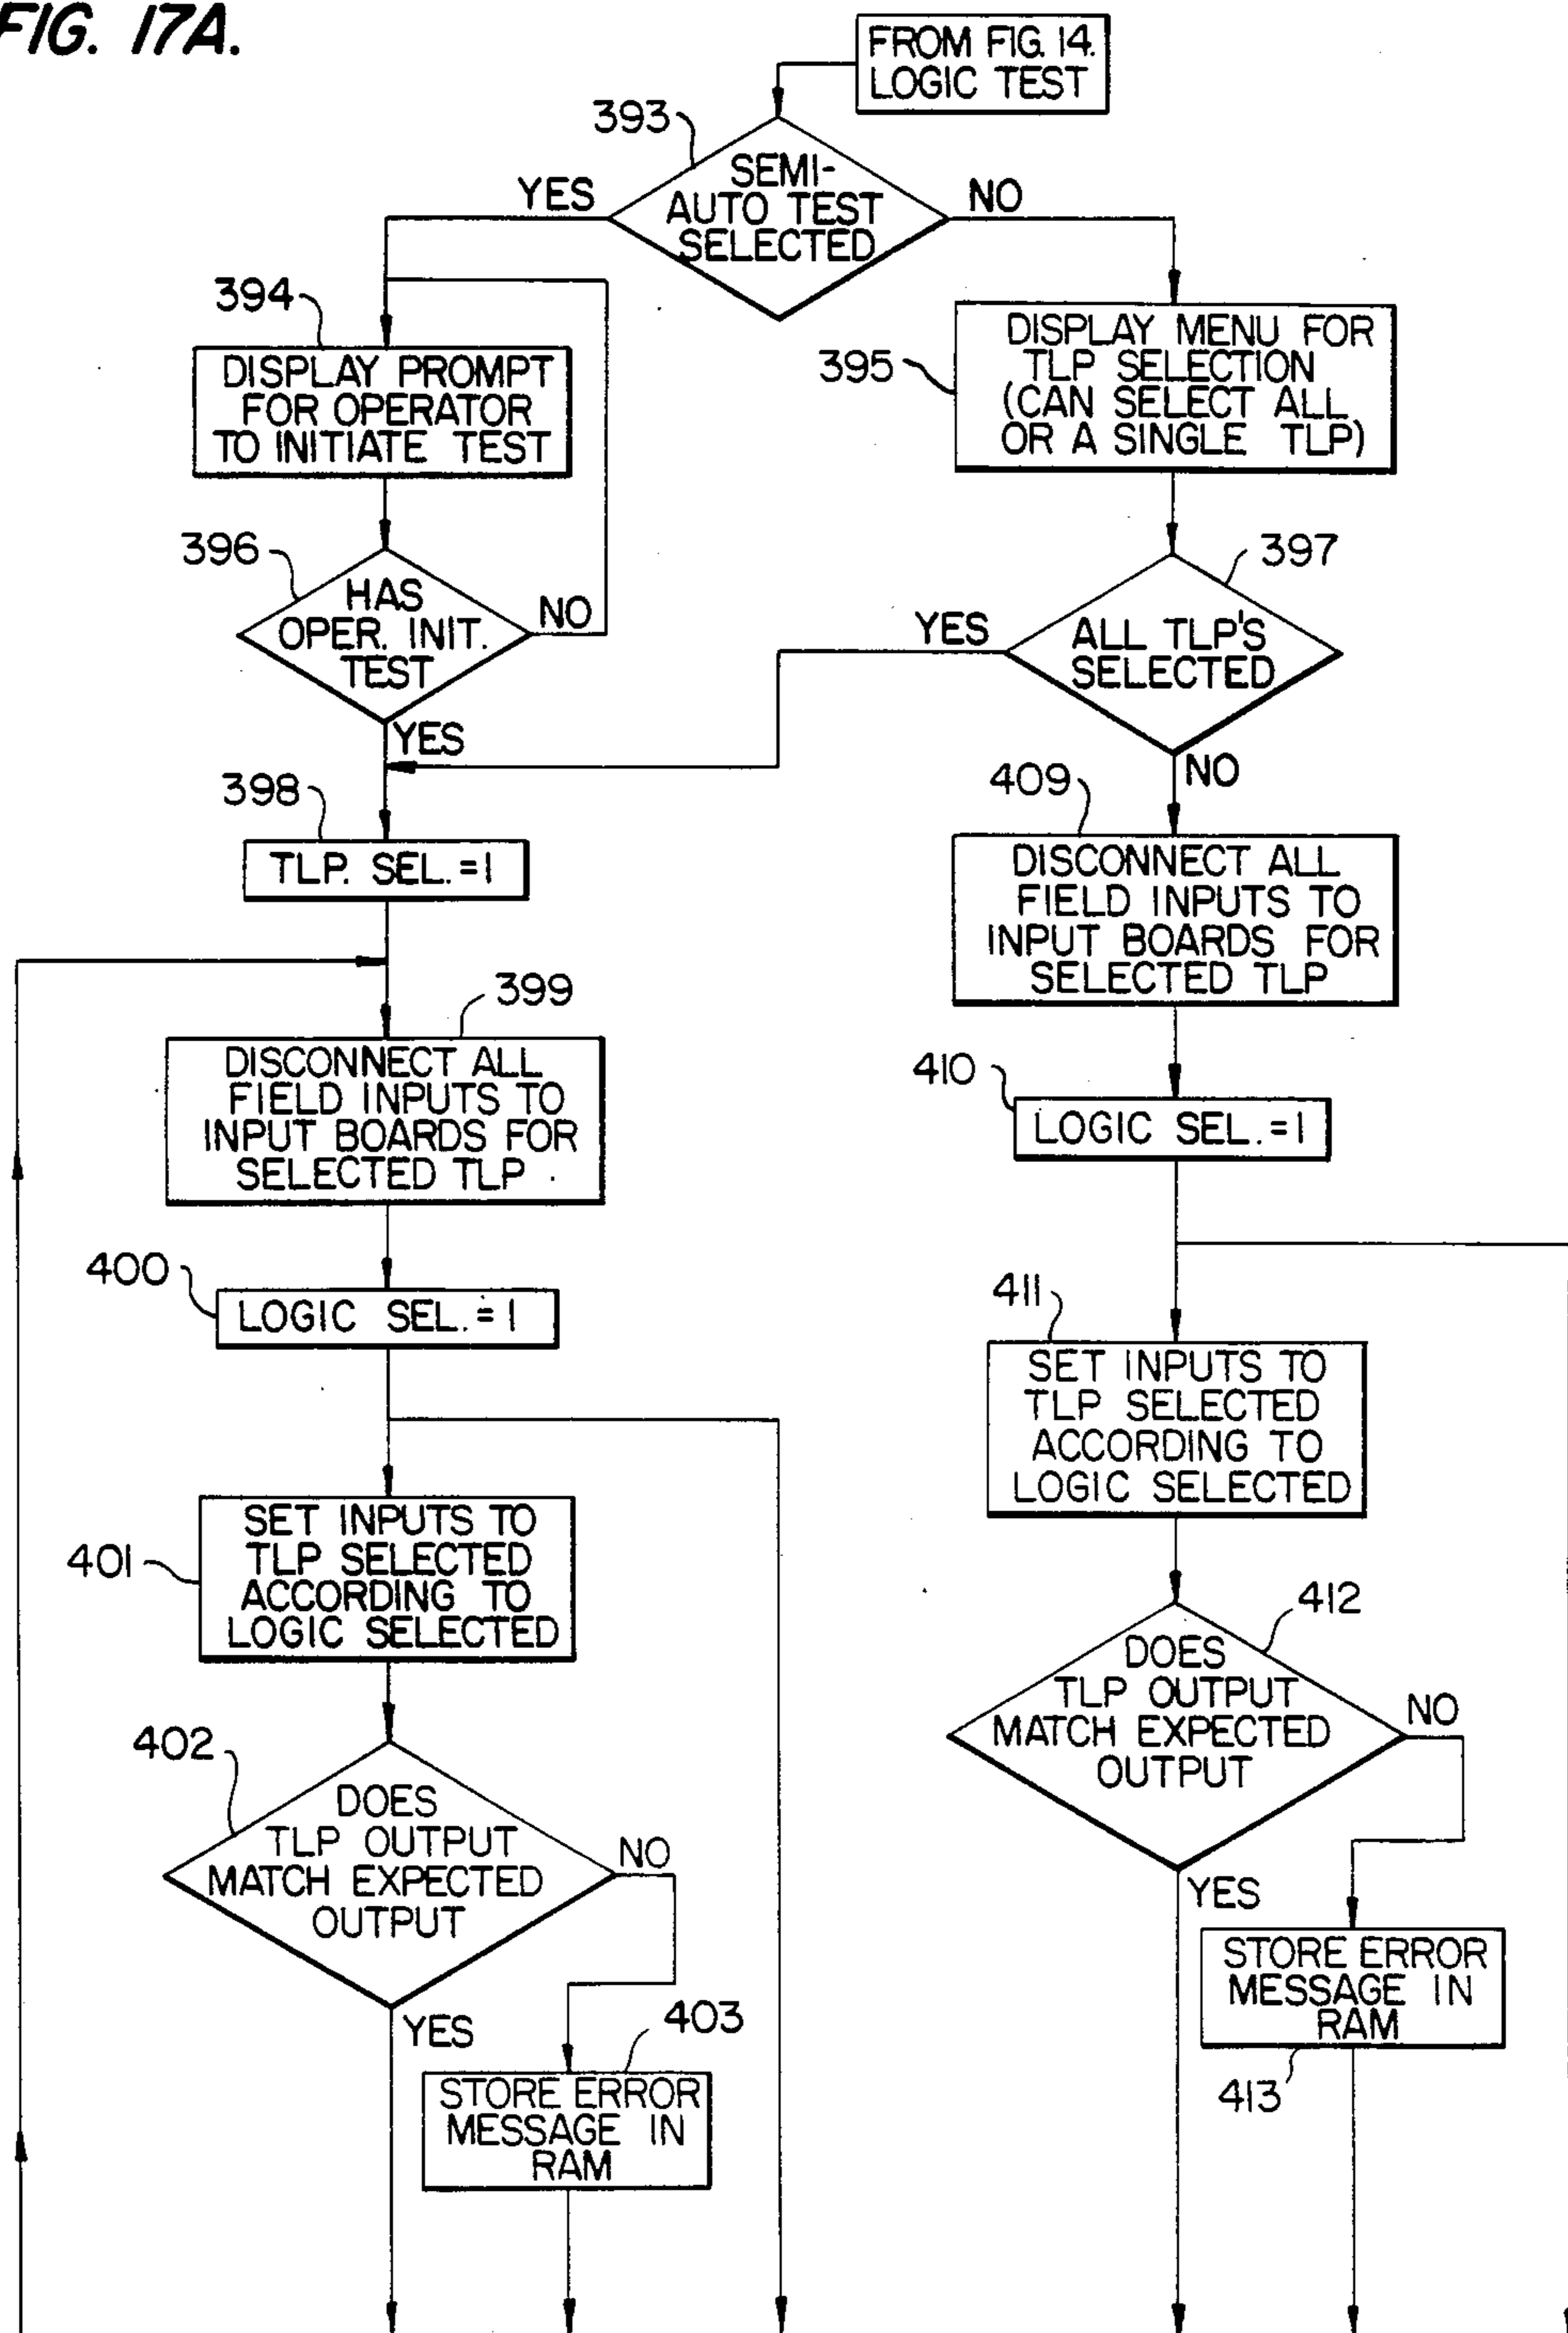 FIG. 17A.
FROM FIG. 14.
LOGIC TEST
393
SEMI-
AUTO TEST
SELECTED
YES
NO
394
DISPLAY PROMPT
FOR OPERATOR
TO INITIATE TEST
395
DISPLAY MENU FOR
TLP SELECTION
(CAN SELECT ALL
OR A SINGLE TLP)
396
HAS
OPER. INIT.
TEST
NO
YES
397
ALL TLP'S
SELECTED
YES
NO
398
TLP. SEL. = 1
399
DISCONNECT ALL
FIELD INPUTS TO
INPUT BOARDS FOR
SELECTED TLP
409
DISCONNECT ALL
FIELD INPUTS TO
INPUT BOARDS FOR
SELECTED TLP
400
LOGIC SEL. = 1
410
LOGIC SEL. = 1
401
SET INPUTS TO
TLP SELECTED
ACCORDING TO
LOGIC SELECTED
411
SET INPUTS TO
TLP SELECTED
ACCORDING TO
LOGIC SELECTED
402
DOES
TLP OUTPUT
MATCH EXPECTED
OUTPUT
NO
YES
403
STORE ERROR
MESSAGE IN
RAM
412
DOES
TLP OUTPUT
MATCH EXPECTED
OUTPUT
NO
YES
STORE ERROR
MESSAGE IN
RAM
413